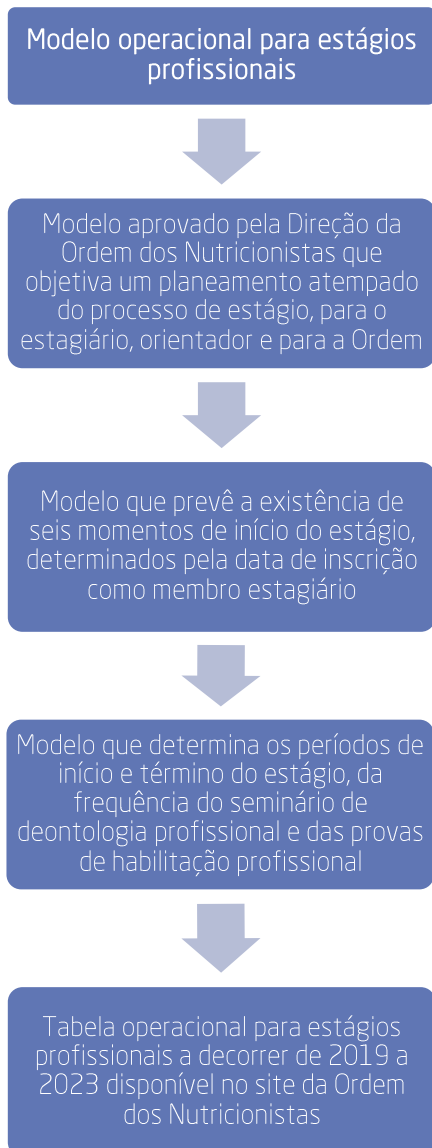 Modelo operacional para estágios
profissionais
Modelo aprovado pela Direção da
Ordem dos Nutricionistas que
objetiva um planeamento atempado
do processo de estágio, para o
estagiário, orientador e para a Ordem
Modelo que prevê a existência de
seis momentos de início do estágio,
determinados pela data de inscrição
como membro estagiário
Modelo que determina os períodos de
início e término do estágio, da
frequência do seminário de
deontologia profissional e das provas
de habilitação profissional
Tabela operacional para estágios
profissionais a decorrer de 2019 a
2023 disponível no site da Ordem
dos Nutricionistas